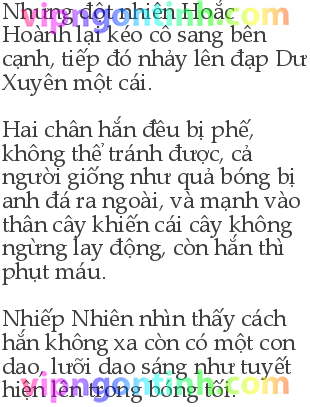 Nhưng đột nhiên Hoắc
Hoành lại kéo cô sang bên
cạnh, tiếp đó nhảy lên đạp Dư
Xuyên một cái.
Hai chân hắn đều bị phế,
không thể tránh được, cả
người giống như quả bóng bị
anh đá ra ngoài, va mạnh vào
thân cây khiến cái cây không
ngừng lay động, còn hắn thì
phụt máu.
Nhiếp Nhiên nhìn thấy cách
hắn không xa còn có một con
dao, lưỡi dao sáng như tuyết
hiện lên trong bóng tối.
vipngontinh.com
vipngontinh.com